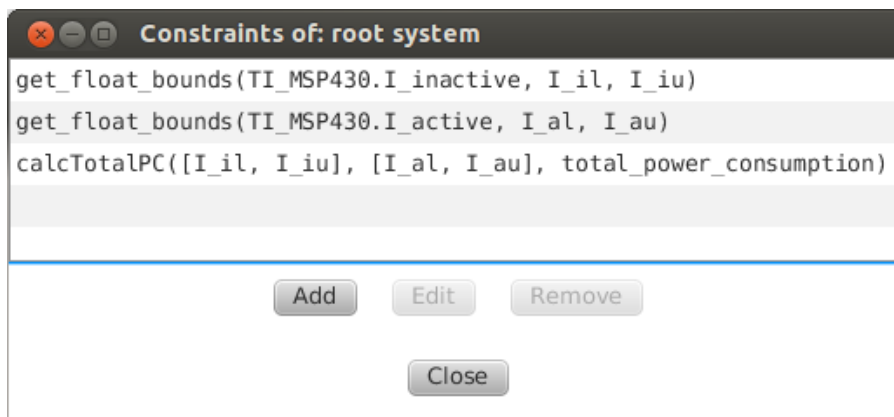 Constraints of: root system
get_float_bounds(TI_MSP430.I_inactive, I_il, I_iu)
get_float_bounds(TI_MSP430.I_active, I_al, I_au)
calcTotalPC([I_il, I_iu], [I_al, I_au], total_power_consumption)
Add Edit Remove
Close